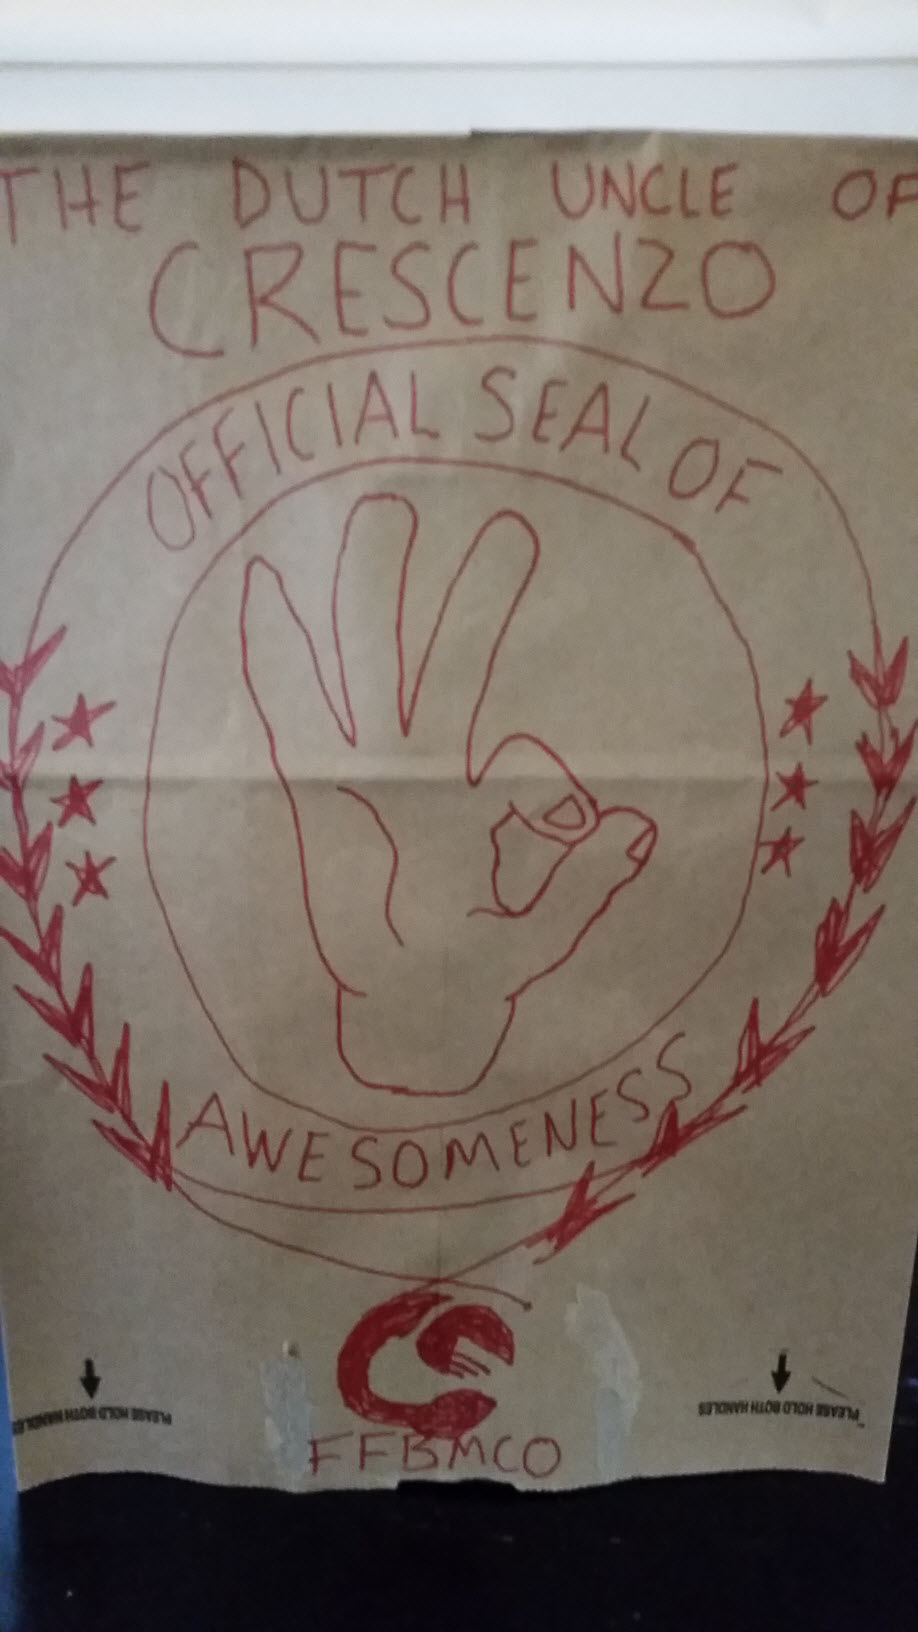 THE DUTCH UNCLE OF
CRESCENZO
OFFICIAL SEAL OF
AWESOMENESS
FFBMCO
PLEASE HOLD BOTH HANDLES
"PLEASE HOLD BOTH HANDLES